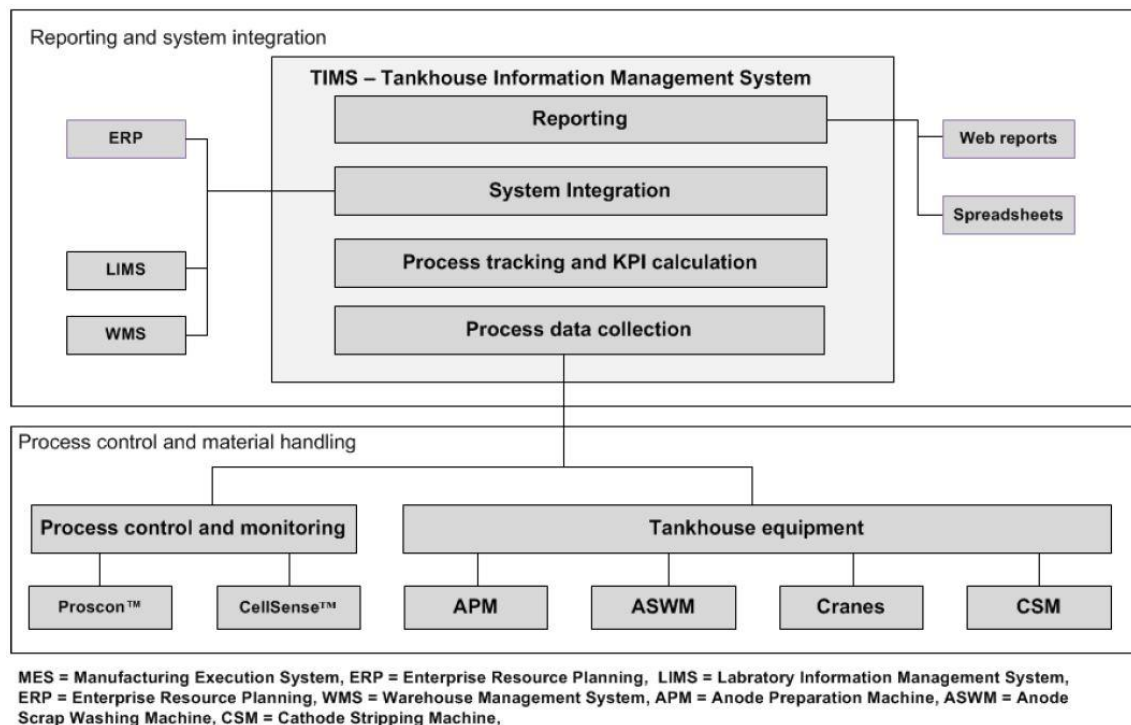 Reporting and system integration
TIMS – Tankhouse Information Management System
Reporting
ERP
Web reports
System Integration
Spreadsheets
Process tracking and KPI calculation
LIMS
WMS
Process data collection
Process control and material handling
Process control and monitoring
Tankhouse equipment
Proscon™
CellSense™
APM
ASWM
Cranes
CSM
MES = Manufacturing Execution System, ERP = Enterprise Resource Planning, LIMS = Labratory Information Management System,
ERP = Enterprise Resource Planning, WMS = Warehouse Management System, APM = Anode Preparation Machine, ASWM = Anode
Scrap Washing Machine, CSM = Cathode Stripping Machine,